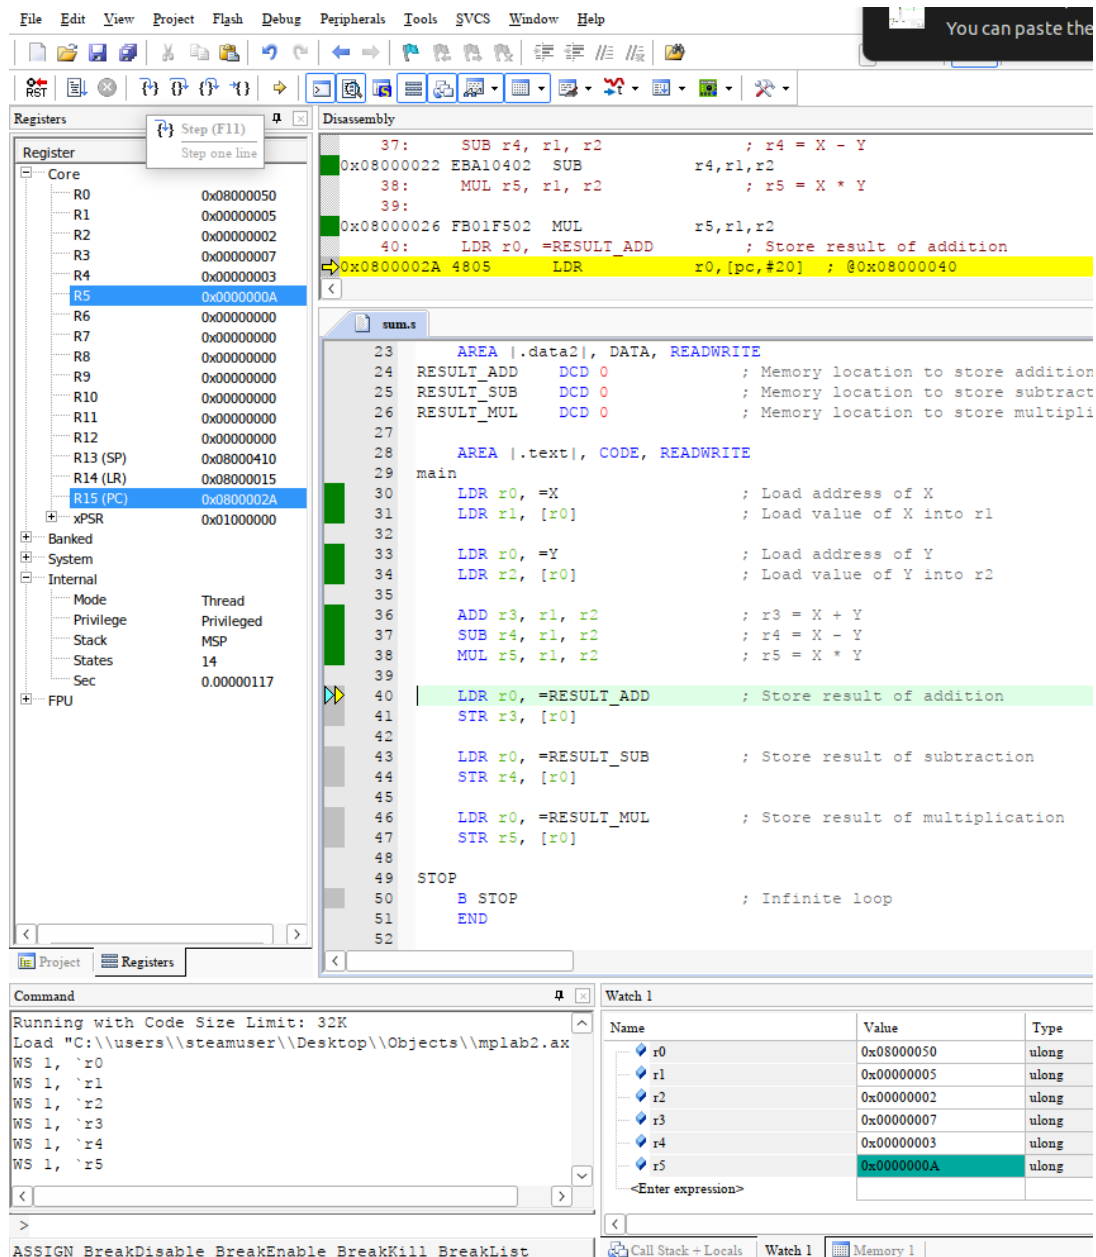 File Edit View Project Flash Debug Peripherals Tools SVCS Window Help
You can paste the
RST
Registers
Disassembly
Step (F11)
Step one line
Register
Core
R0 0x08000050
R1 0x00000005
R2 0x00000002
R3 0x00000007
R4 0x00000003
R5 0x0000000A
R6 0x00000000
R7 0x00000000
R8 0x00000000
R9 0x00000000
R10 0x00000000
R11 0x00000000
R12 0x00000000
R13 (SP) 0x08000410
R14 (LR) 0x08000015
R15 (PC) 0x0800002A
xPSR 0x01000000
Banked
System
Internal
Mode Thread
Privilege Privileged
Stack MSP
States 14
Sec 0.00000117
FPU
Project Registers
37: SUB r4, r1, r2 ; r4 = X - Y
0x08000022 EBA10402 SUB r4,r1,r2
38: MUL r5, r1, r2 ; r5 = X * Y
39:
0x08000026 FB01F502 MUL r5,r1,r2
40: LDR r0, =RESULT_ADD ; Store result of addition
0x0800002A 4805 LDR r0,[pc,#20] ; @0x08000040
sum.s
23 AREA |.data2|, DATA, READWRITE
24 RESULT_ADD DCD 0 ; Memory location to store addition
25 RESULT_SUB DCD 0 ; Memory location to store subtract
26 RESULT_MUL DCD 0 ; Memory location to store multipli
27
28 AREA |.text|, CODE, READWRITE
29 main
30 LDR r0, =X ; Load address of X
31 LDR r1, [r0] ; Load value of X into r1
32
33 LDR r0, =Y ; Load address of Y
34 LDR r2, [r0] ; Load value of Y into r2
35
36 ADD r3, r1, r2 ; r3 = X + Y
37 SUB r4, r1, r2 ; r4 = X - Y
38 MUL r5, r1, r2 ; r5 = X * Y
39
40 LDR r0, =RESULT_ADD ; Store result of addition
41 STR r3, [r0]
42
43 LDR r0, =RESULT_SUB ; Store result of subtraction
44 STR r4, [r0]
45
46 LDR r0, =RESULT_MUL ; Store result of multiplication
47 STR r5, [r0]
48
49 STOP
50 B STOP ; Infinite loop
51 END
52
Command
Running with Code Size Limit: 32K
Load "C:\\users\\steamuser\\Desktop\\Objects\\mplab2.ax
WS 1, `r0
WS 1, `r1
WS 1, `r2
WS 1, `r3
WS 1, `r4
WS 1, `r5
>
ASSIGN BreakDisable BreakEnable BreakKill BreakList
Watch 1
Name Value Type
r0 0x08000050 ulong
r1 0x00000005 ulong
r2 0x00000002 ulong
r3 0x00000007 ulong
r4 0x00000003 ulong
r5 0x0000000A ulong
<Enter expression>
Call Stack + Locals Watch 1 Memory 1